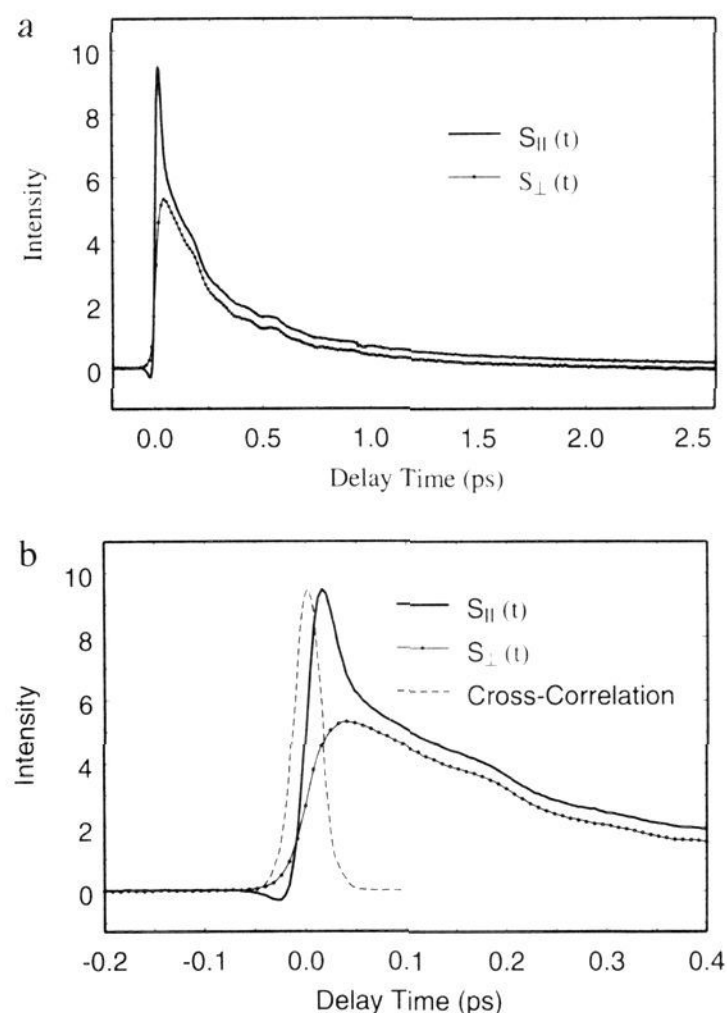 a
10
8
6
4
2
0
Intensity
S|| (t)
S⊥ (t)
0.0 0.5 1.0 1.5 2.0 2.5
Delay Time (ps)
b
10
8
6
4
2
0
Intensity
S|| (t)
S⊥ (t)
Cross-Correlation
-0.2 -0.1 0.0 0.1 0.2 0.3 0.4
Delay Time (ps)